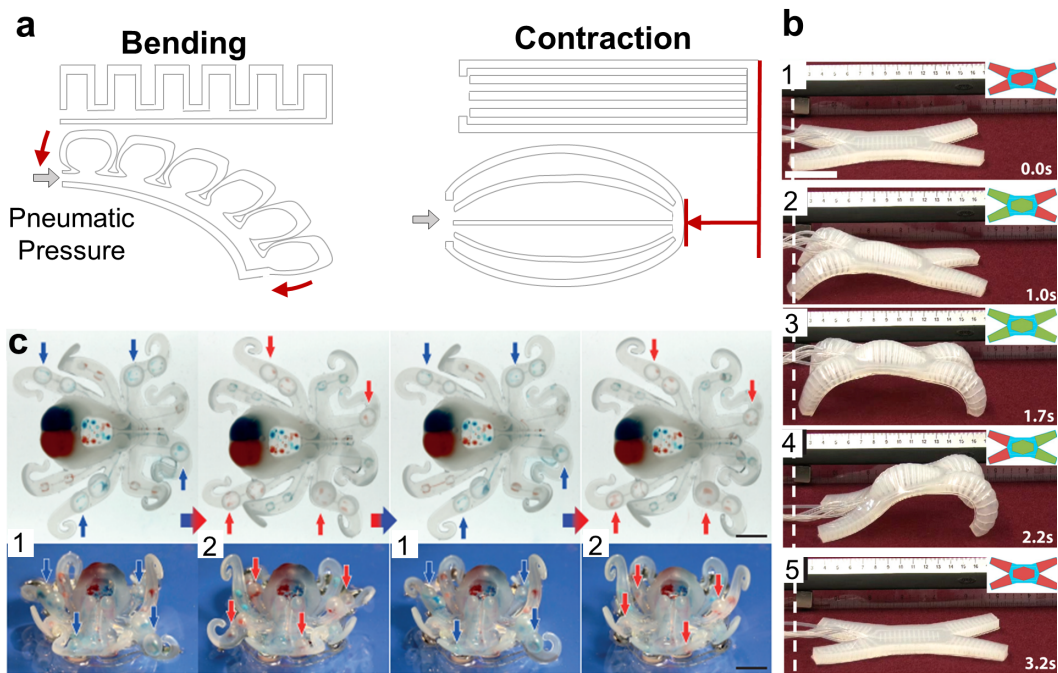 a
Bending
Contraction
Pneumatic
Pressure
b
1
0.0s
2
1.0s
3
1.7s
4
2.2s
5
3.2s
c
1
2
1
2